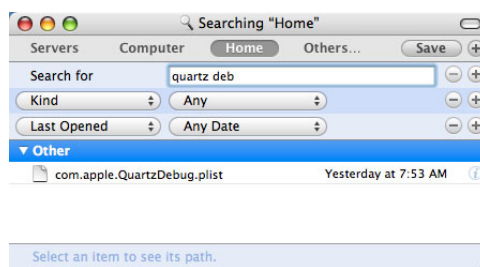 Searching "Home"
Servers Computer Home Others... Save
Search for quartz deb
Kind Any
Last Opened Any Date
Other
com.apple.QuartzDebug.plist Yesterday at 7:53 AM
Select an item to see its path.